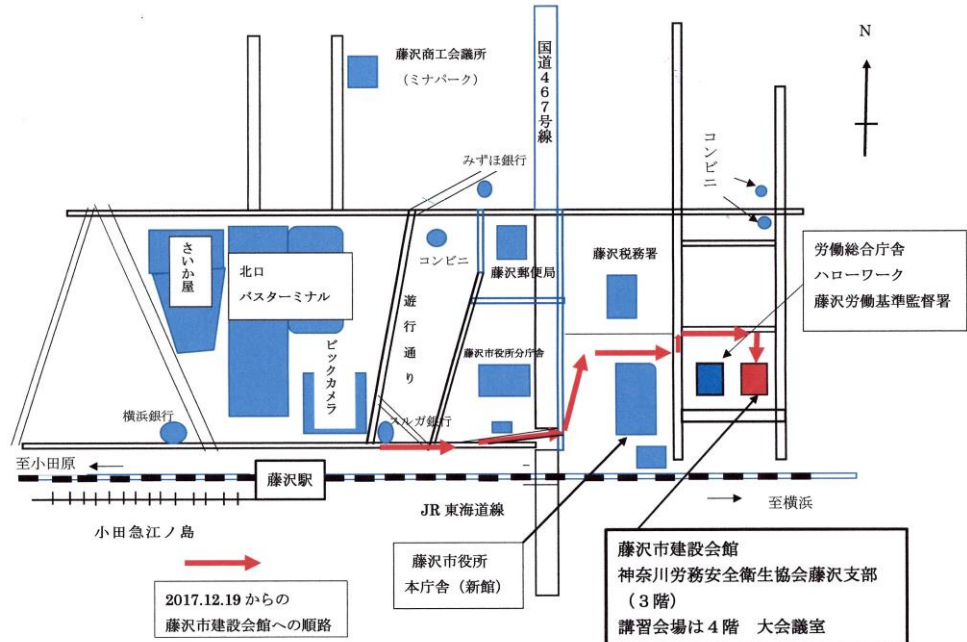 藤沢商工会議所
(ミナパーク)
国道467号線
N
みずほ銀行
コンビニ
さいか屋
北口
バスターミナル
コンビニ
藤沢郵便局
藤沢税務署
労働総合庁舎
ハローワーク
藤沢労働基準監督署
遊行通り
ビックカメラ
藤沢市役所分庁舎
横浜銀行
スルガ銀行
至小田原
藤沢駅
至横浜
小田急江ノ島
JR東海道線
藤沢市役所
本庁舎(新館)
藤沢市建設会館
神奈川労務安全衛生協会藤沢支部
(3階)
講習会場は4階 大会議室
2017.12.19からの
藤沢市建設会館への順路